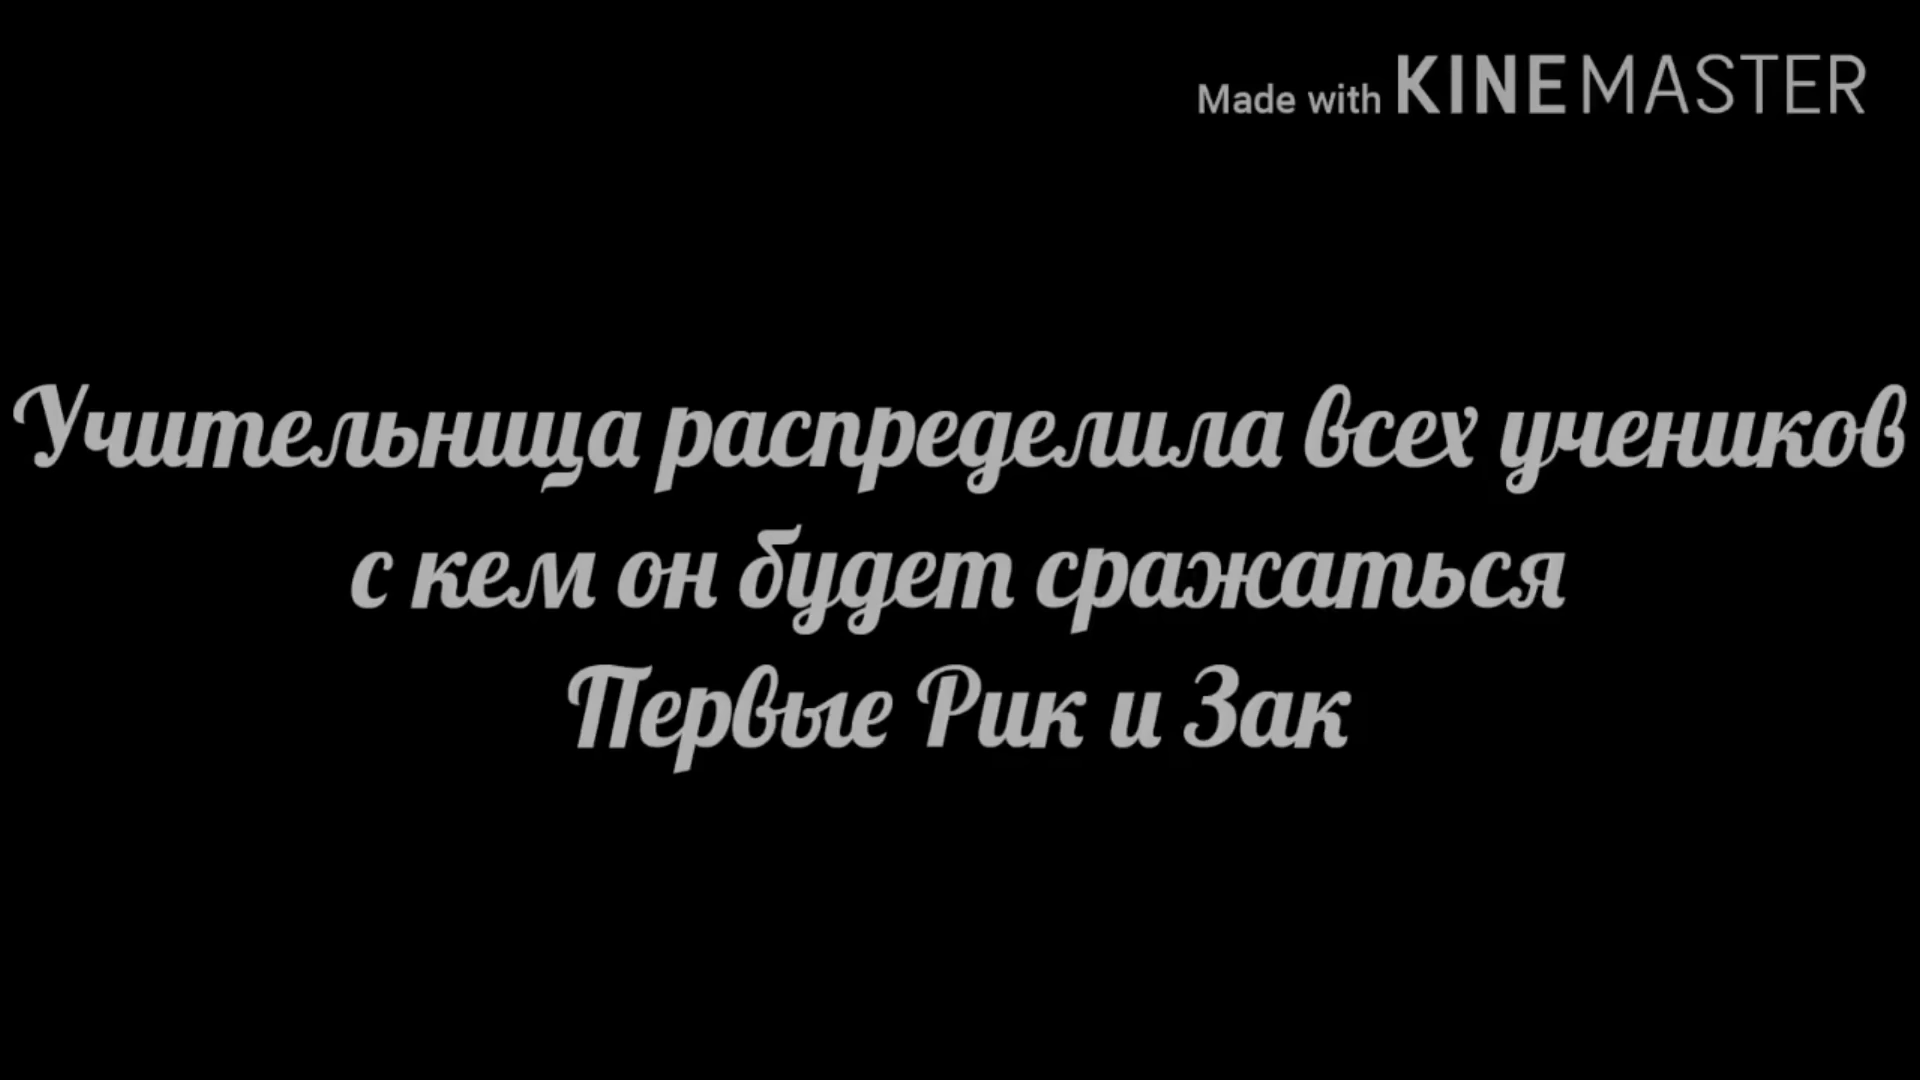 Made with KINEMASTER
Учительница распределила всех учеников
с кем он будет сражаться
Первые Рик и Зак